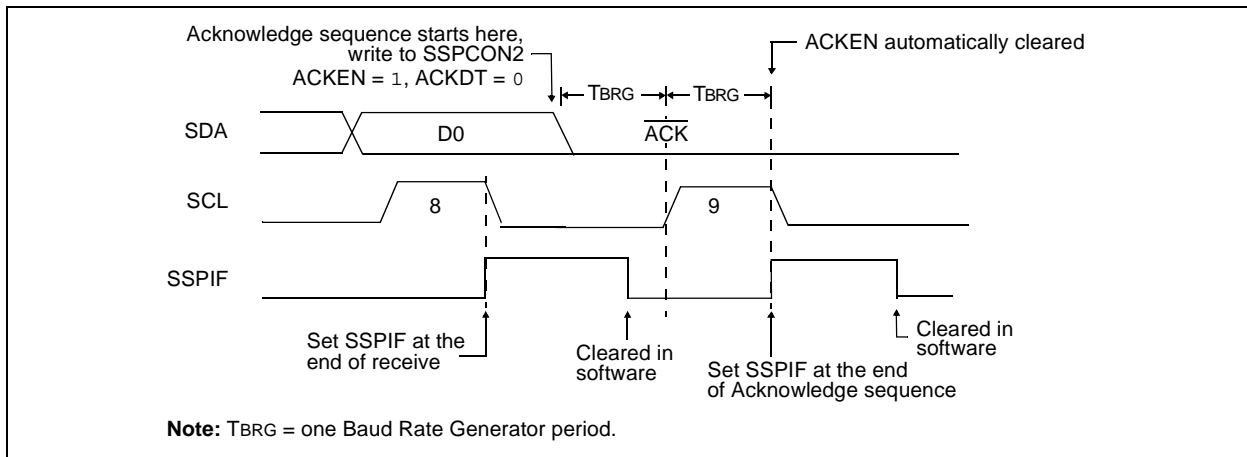 Acknowledge sequence starts here,
write to SSPCON2
ACKEN = 1, ACKDT = 0
ACKEN automatically cleared
TBRG
TBRG
SDA
D0
ACK
SCL
8
9
SSPIF
Set SSPIF at the
end of receive
Cleared in
software
Set SSPIF at the end
of Acknowledge sequence
Cleared in
software
Note: TBRG = one Baud Rate Generator period.